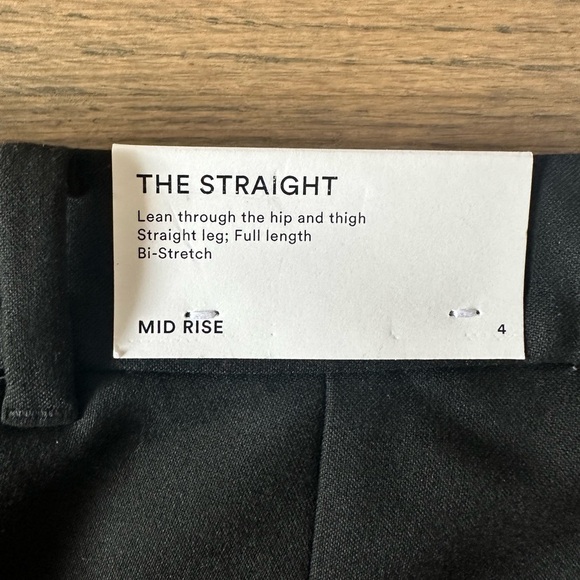 THE STRAIGHT
Lean through the hip and thigh
Straight leg; Full length
Bi-Stretch
MID RISE 4